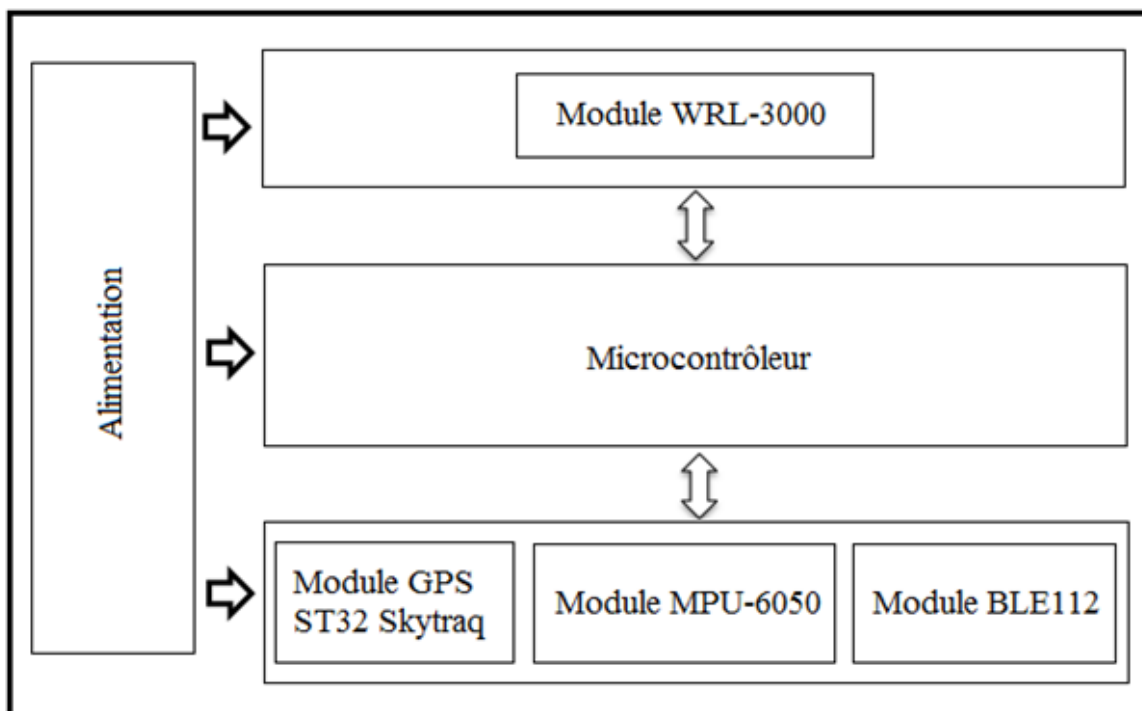 Module WRL-3000
Alimentation
Microcontrôleur
Module GPS
ST32 Skytraq
Module MPU-6050
Module BLE112